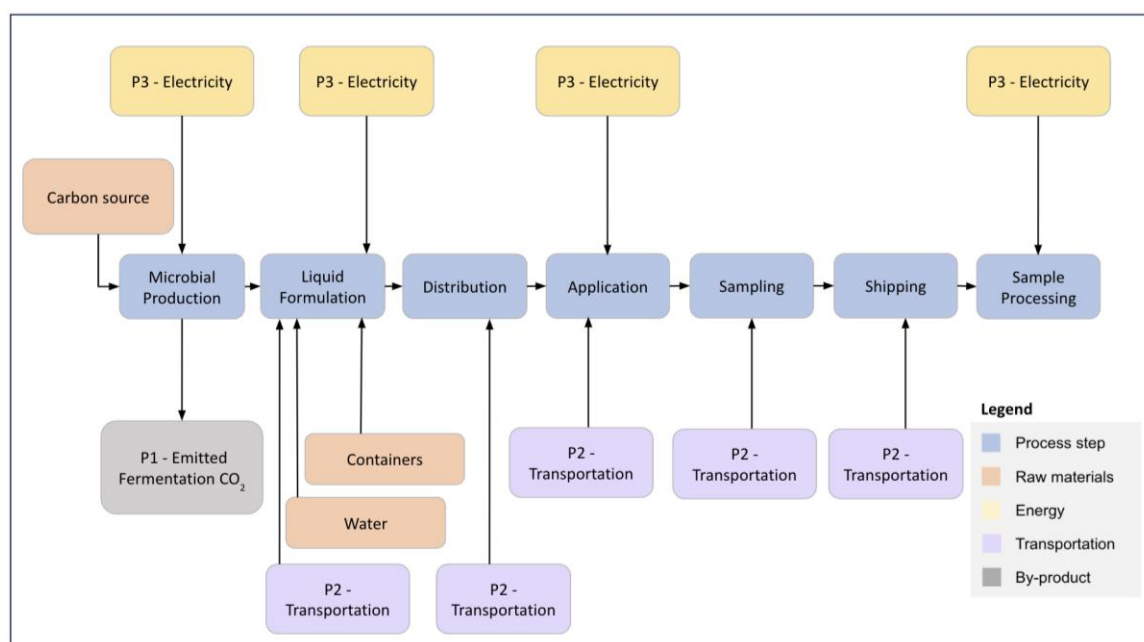 P3 - Electricity
P3 - Electricity
P3 - Electricity
P3 - Electricity
Carbon source
Microbial
Production
Liquid
Formulation
Distribution
Application
Sampling
Shipping
Sample
Processing
P1 - Emitted
Fermentation CO₂
Containers
Water
P2 -
Transportation
P2 -
Transportation
P2 -
Transportation
P2 -
Transportation
P2 -
Transportation
Legend
Process step
Raw materials
Energy
Transportation
By-product